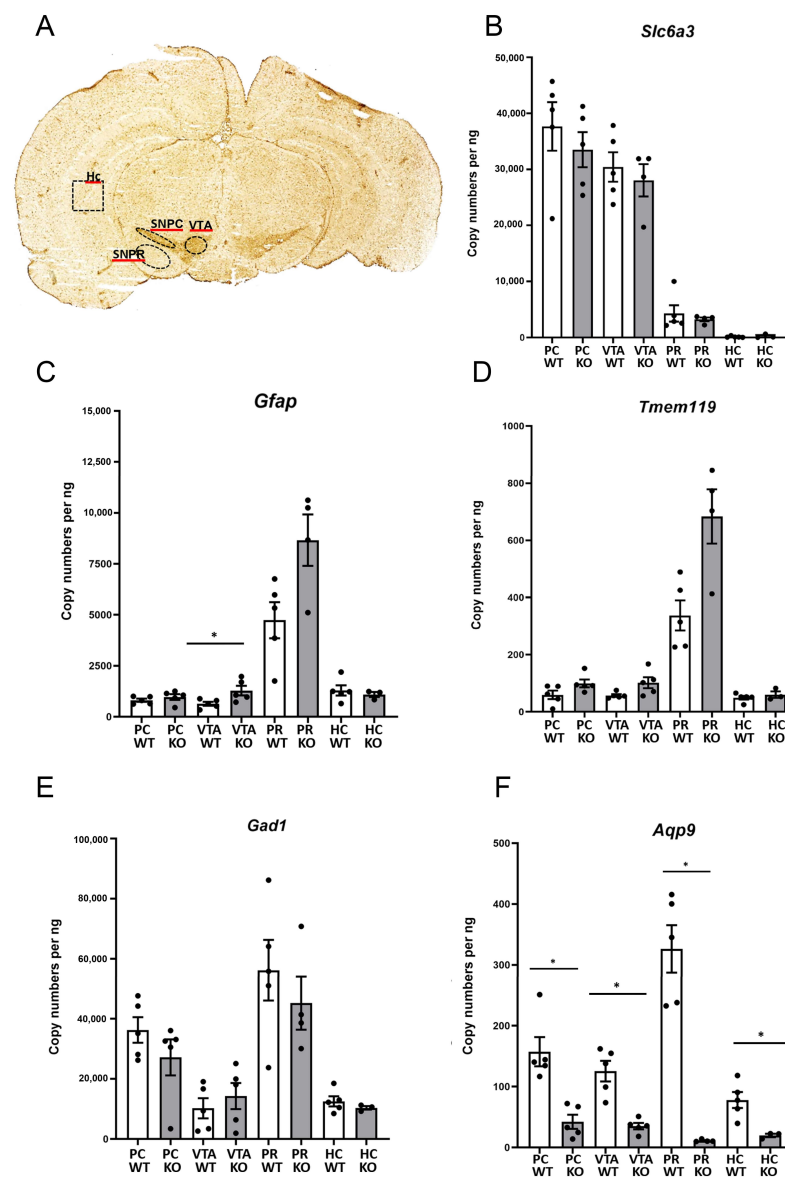 A
Hc
SNPC VTA
SNPR
B
Slc6a3
Copy numbers per ng
50,000
40,000
30,000
20,000
10,000
0
PC PC VTA VTA PR PR HC HC
WT KO WT KO WT KO WT KO
C
Gfap
Copy numbers per ng
15,000
12,500
10,000
7500
5000
2500
0
*
PC PC VTA VTA PR PR HC HC
WT KO WT KO WT KO WT KO
D
Tmem119
Copy numbers per ng
1000
800
600
400
200
0
PC PC VTA VTA PR PR HC HC
WT KO WT KO WT KO WT KO
E
Gad1
Copy numbers per ng
100,000
80,000
60,000
40,000
20,000
0
PC PC VTA VTA PR PR HC HC
WT KO WT KO WT KO WT KO
F
Aqp9
Copy numbers per ng
500
400
300
200
100
0
* * * *
PC PC VTA VTA PR PR HC HC
WT KO WT KO WT KO WT KO